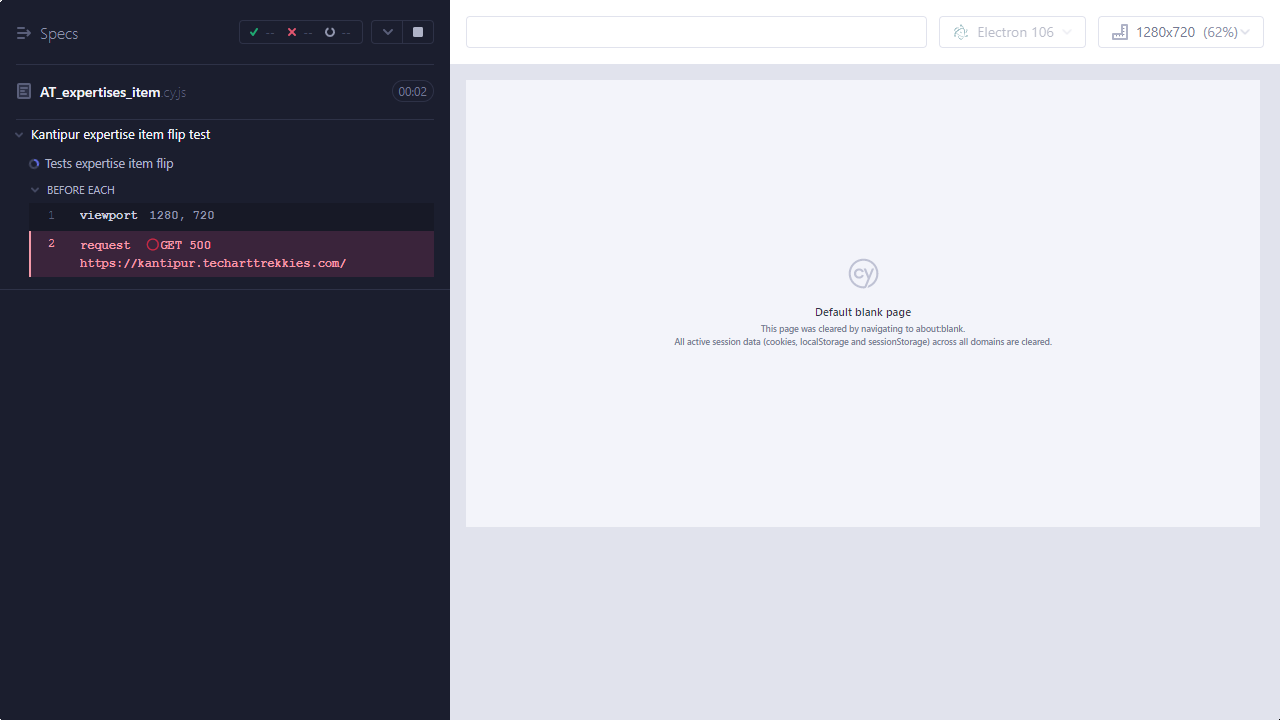 Specs
-- -- --
AT_expertises_item.cy.js 00:02
Kantipur expertise item flip test
Tests expertise item flip
BEFORE EACH
1 viewport 1280, 720
2 request GET 500
https://kantipur.techarttrekkies.com/
Electron 106
1280x720 (62%)
cy
Default blank page
This page was cleared by navigating to about:blank.
All active session data (cookies, localStorage and sessionStorage) across all domains are cleared.